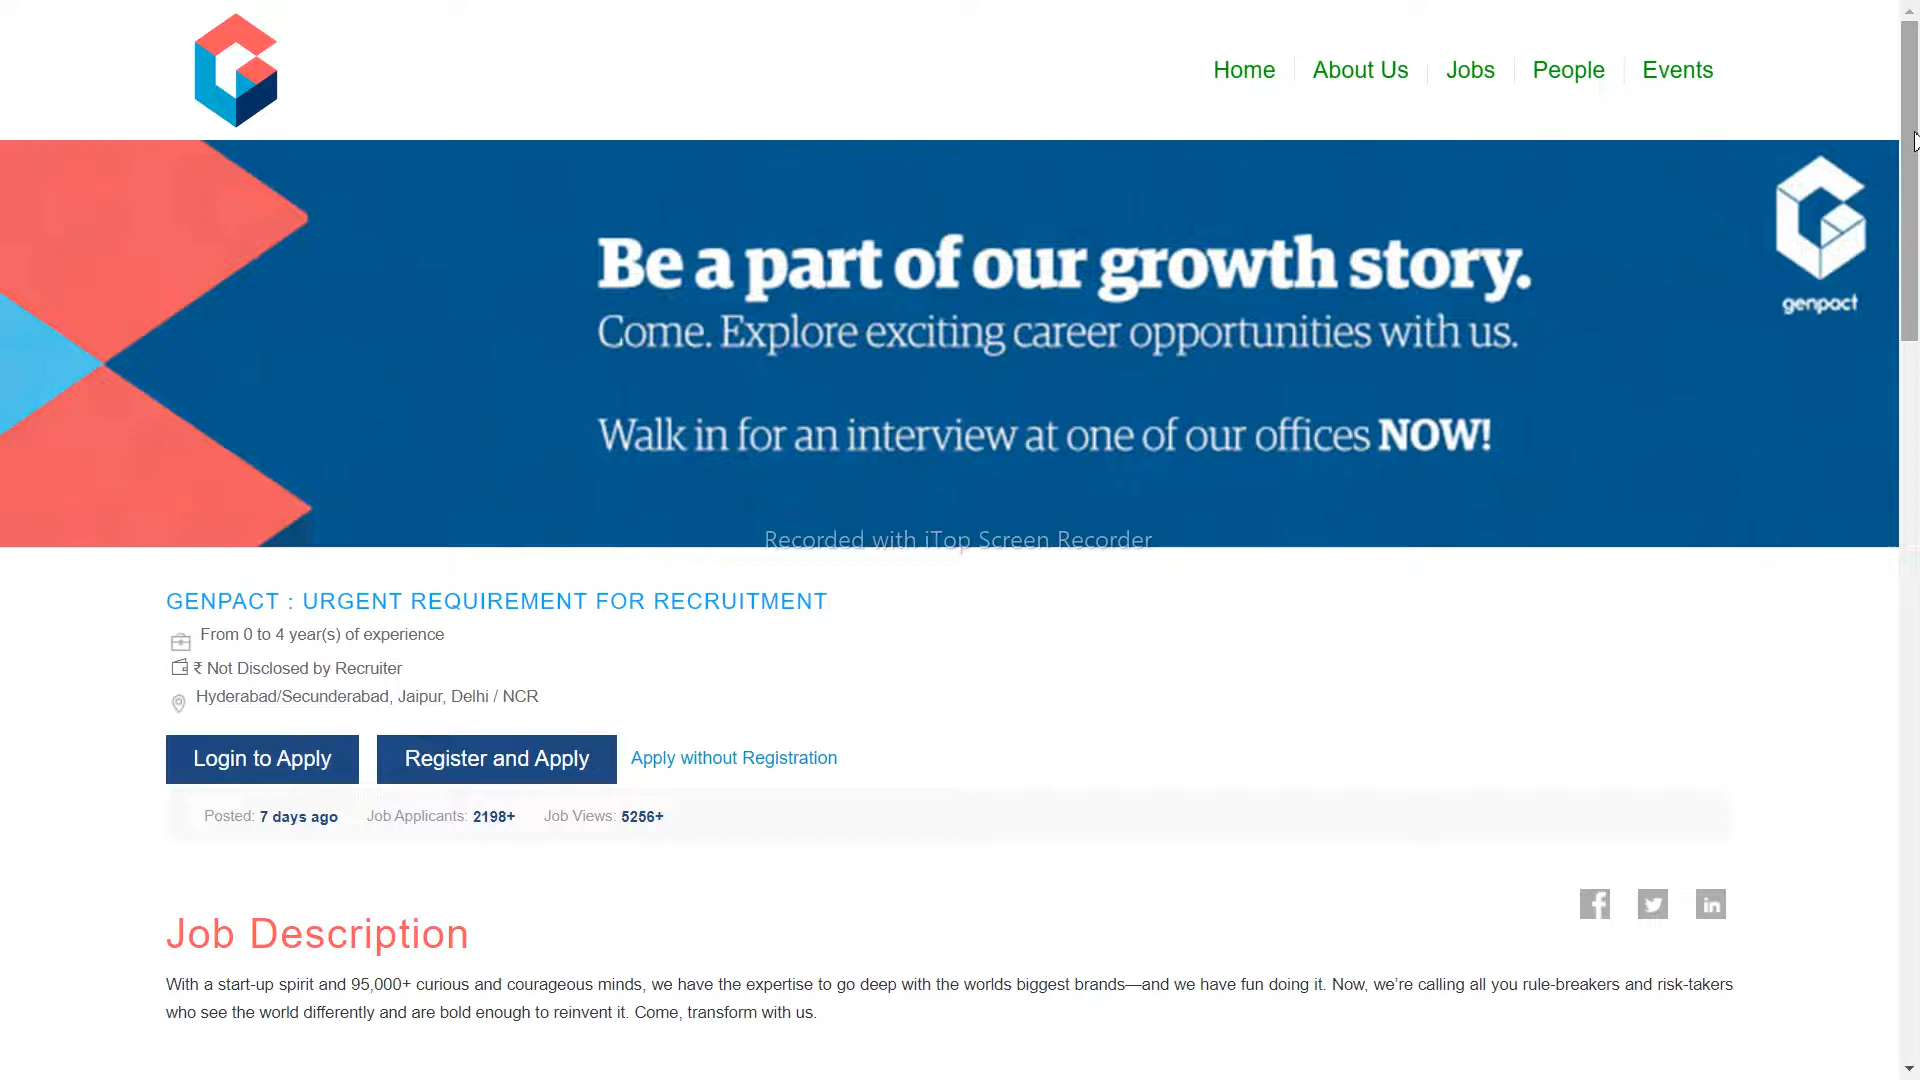 Home
About Us
Jobs
People
Events
Be a part of our growth story.
Come. Explore exciting career opportunities with us.
Walk in for an interview at one of our offices NOW!
genpact
Recorded with iTop Screen Recorder
GENPACT : URGENT REQUIREMENT FOR RECRUITMENT
From 0 to 4 year(s) of experience
₹ Not Disclosed by Recruiter
Hyderabad/Secunderabad, Jaipur, Delhi / NCR
Login to Apply
Register and Apply
Apply without Registration
Posted: 7 days ago
Job Applicants: 2198+
Job Views: 5256+
Job Description
With a start-up spirit and 95,000+ curious and courageous minds, we have the expertise to go deep with the worlds biggest brands—and we have fun doing it. Now, we’re calling all you rule-breakers and risk-takers
who see the world differently and are bold enough to reinvent it. Come, transform with us.